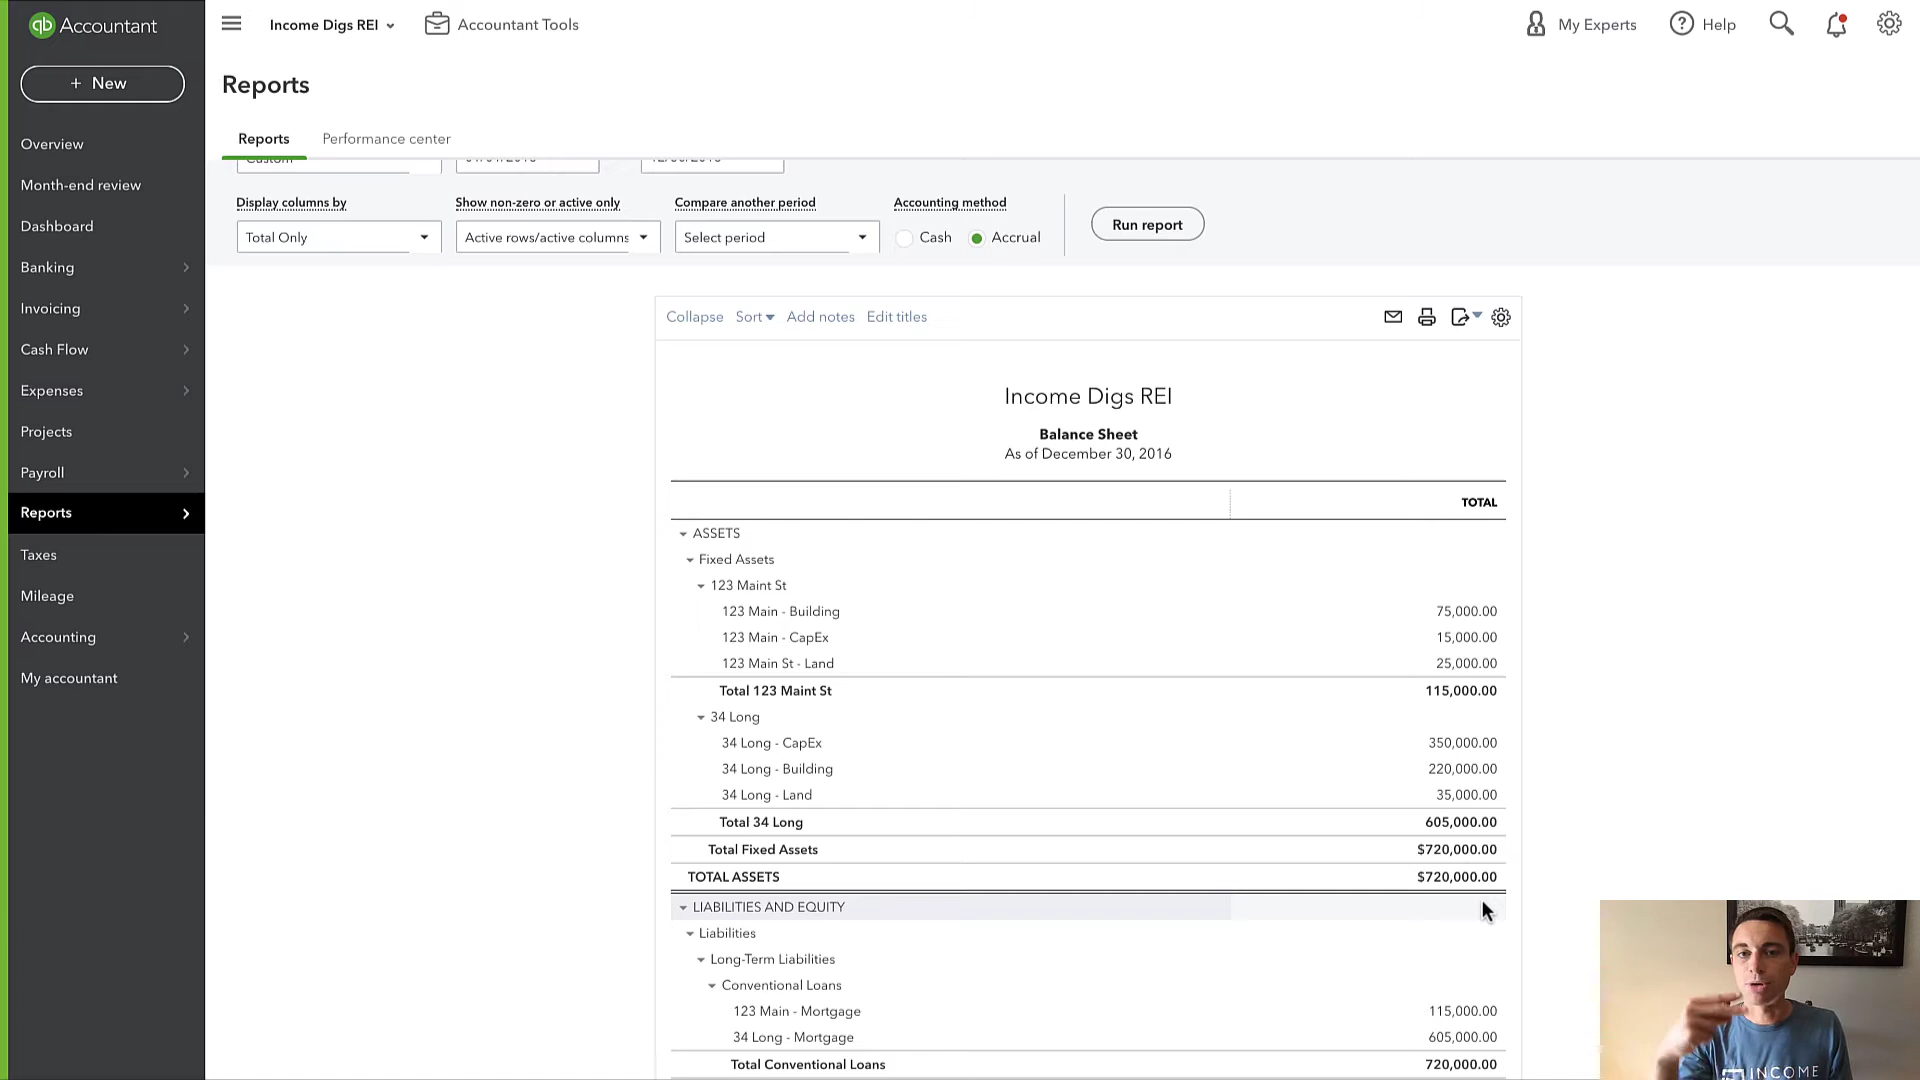 qb Accountant
Income Digs REI
Accountant Tools
My Experts
Help
+ New
Reports
Reports
Performance center
Overview
Month-end review
Dashboard
Banking
Invoicing
Cash Flow
Expenses
Projects
Payroll
Reports
Taxes
Mileage
Accounting
My accountant
Custom
Display columns by
Show non-zero or active only
Compare another period
Accounting method
Total Only
Active rows/active columns
Select period
Cash
Accrual
Run report
Collapse Sort Add notes Edit titles
Income Digs REI
Balance Sheet
As of December 30, 2016
TOTAL
ASSETS
Fixed Assets
123 Maint St
123 Main - Building 75,000.00
123 Main - CapEx 15,000.00
123 Main St - Land 25,000.00
Total 123 Maint St 115,000.00
34 Long
34 Long - CapEx 350,000.00
34 Long - Building 220,000.00
34 Long - Land 35,000.00
Total 34 Long 605,000.00
Total Fixed Assets $720,000.00
TOTAL ASSETS $720,000.00
LIABILITIES AND EQUITY
Liabilities
Long-Term Liabilities
Conventional Loans
123 Main - Mortgage 115,000.00
34 Long - Mortgage 605,000.00
Total Conventional Loans 720,000.00
INCOME